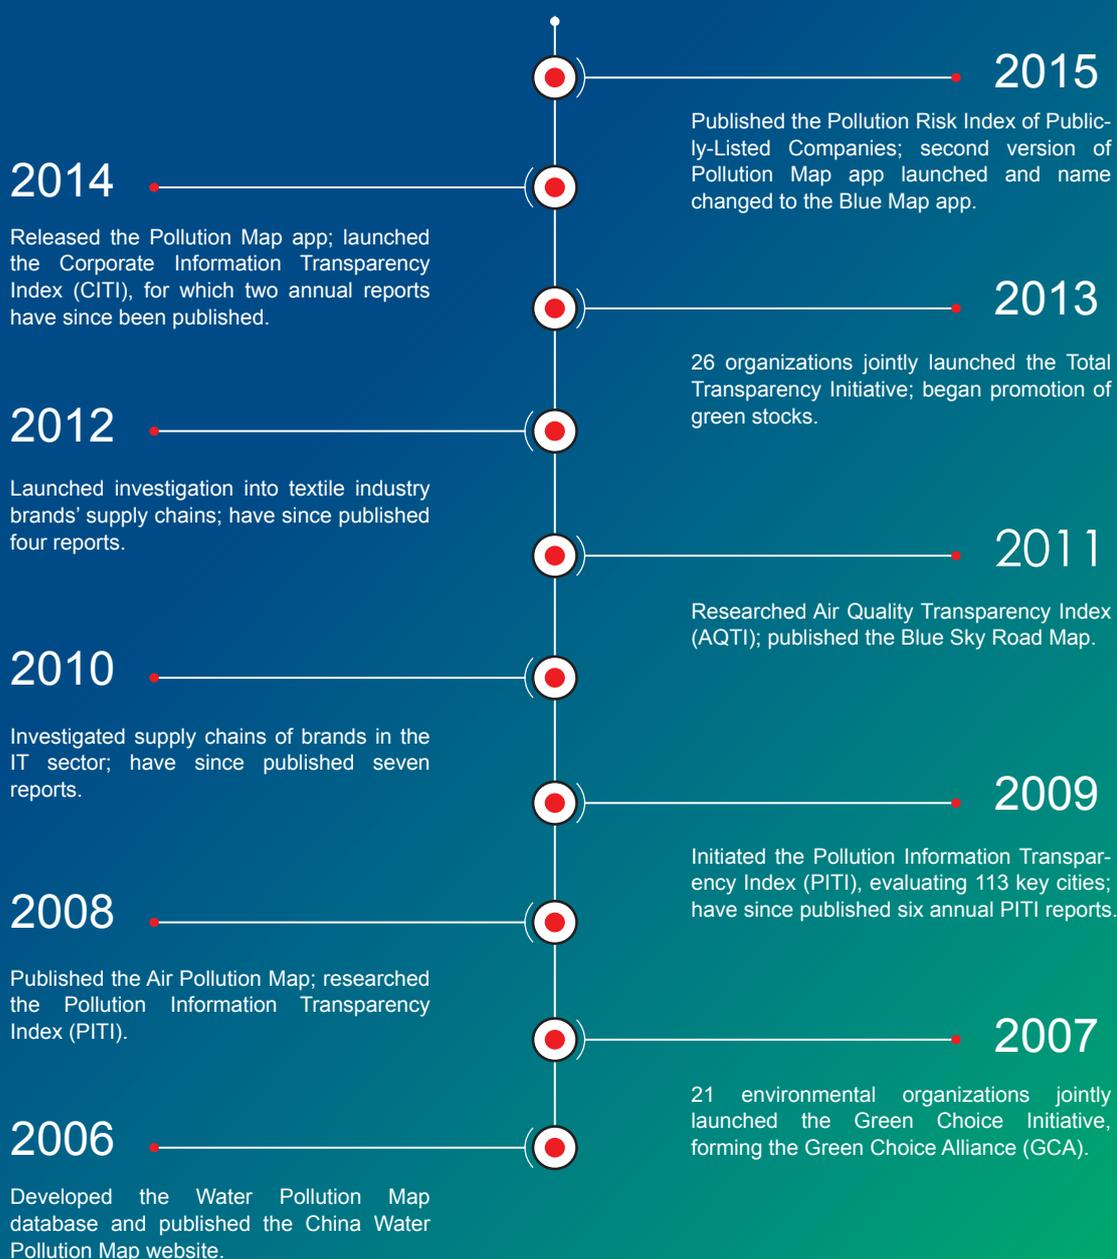 2015
Published the Pollution Risk Index of Public-
ly-Listed Companies; second version of
Pollution Map app launched and name
changed to the Blue Map app.
2014
Released the Pollution Map app; launched
the Corporate Information Transparency
Index (CITI), for which two annual reports
have since been published.
2013
26 organizations jointly launched the Total
Transparency Initiative; began promotion of
green stocks.
2012
Launched investigation into textile industry
brands’ supply chains; have since published
four reports.
2011
Researched Air Quality Transparency Index
(AQTI); published the Blue Sky Road Map.
2010
Investigated supply chains of brands in the
IT sector; have since published seven
reports.
2009
Initiated the Pollution Information Transpar-
ency Index (PITI), evaluating 113 key cities;
have since published six annual PITI reports.
2008
Published the Air Pollution Map; researched
the Pollution Information Transparency
Index (PITI).
2007
21 environmental organizations jointly
launched the Green Choice Initiative,
forming the Green Choice Alliance (GCA).
2006
Developed the Water Pollution Map
database and published the China Water
Pollution Map website.